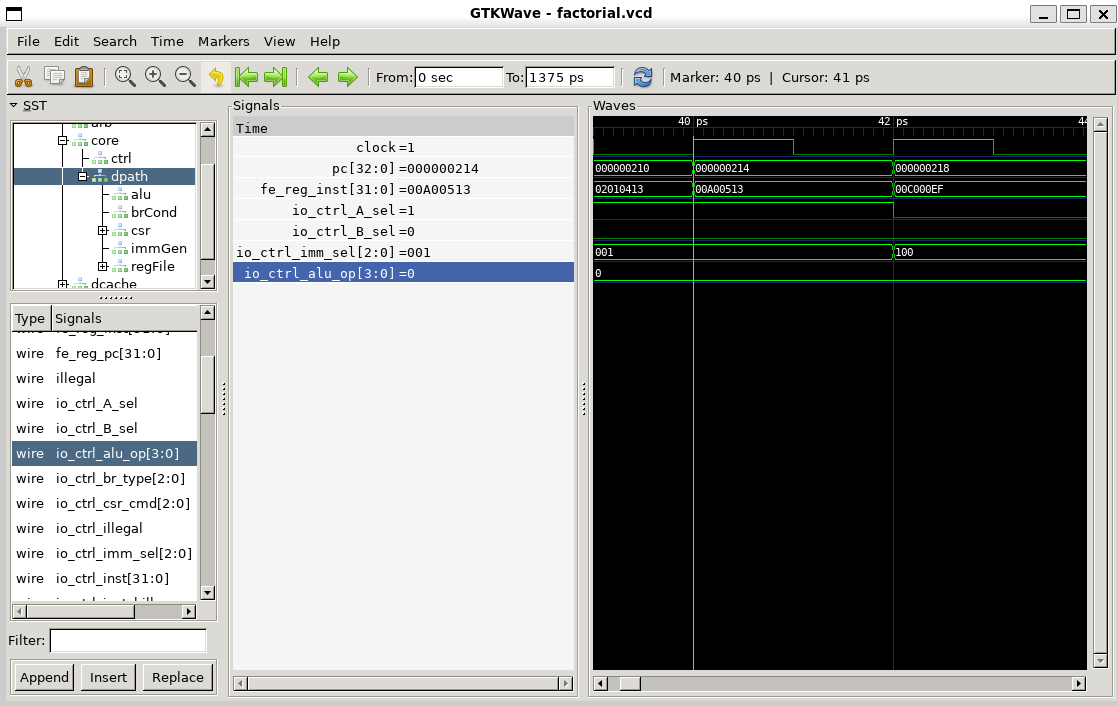 GTKWave - factorial.vcd
File Edit Search Time Markers View Help
From: 0 sec To: 1375 ps Marker: 40 ps | Cursor: 41 ps
SST
arb
core
ctrl
dpath
alu
brCond
csr
immGen
regFile
dcache
Type Signals
wire fe_reg_pc[31:0]
wire illegal
wire io_ctrl_A_sel
wire io_ctrl_B_sel
wire io_ctrl_alu_op[3:0]
wire io_ctrl_br_type[2:0]
wire io_ctrl_csr_cmd[2:0]
wire io_ctrl_illegal
wire io_ctrl_imm_sel[2:0]
wire io_ctrl_inst[31:0]
Filter:
Append Insert Replace
Signals
Time
clock =1
pc[32:0] =000000214
fe_reg_inst[31:0] =00A00513
io_ctrl_A_sel =1
io_ctrl_B_sel =0
io_ctrl_imm_sel[2:0] =001
io_ctrl_alu_op[3:0] =0
Waves
40 ps 42 ps 44
000000210 000000214 000000218
02010413 00A00513 00C000EF
001 100
0